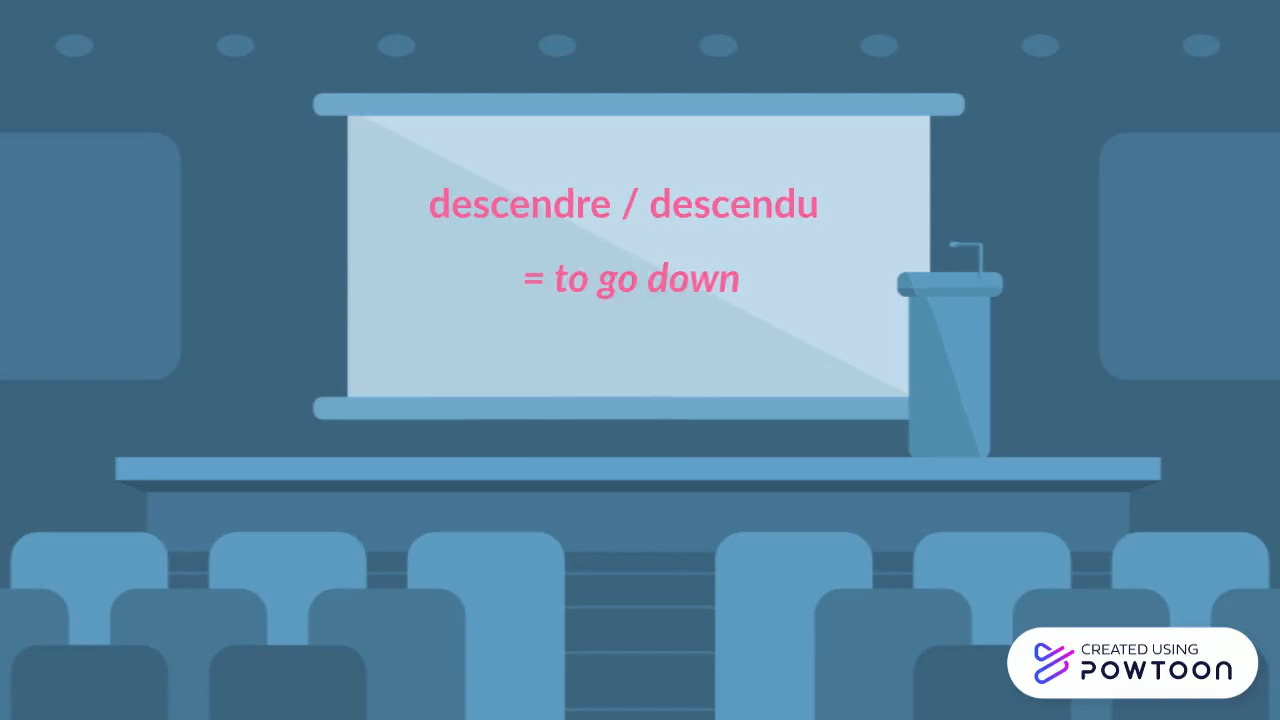 descendre / descendu
= to go down
CREATED USING
POWTOON